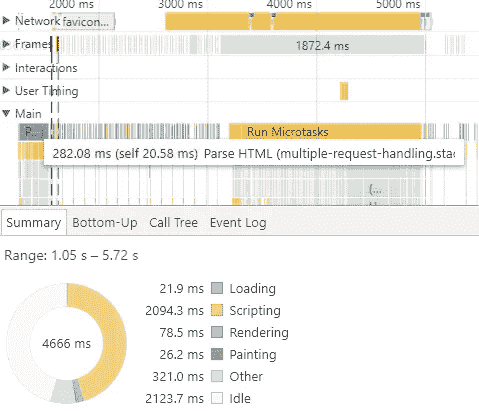 2000 ms 3000 ms 4000 ms 5000 ms
Network favicon...
Frames 1872.4 ms
Interactions
User Timing
Main
P... Run Microtasks
282.08 ms (self 20.58 ms) Parse HTML (multiple-request-handling.stac
(...
Summary Bottom-Up Call Tree Event Log
Range: 1.05 s – 5.72 s
21.9 ms Loading
2094.3 ms Scripting
4666 ms 78.5 ms Rendering
26.2 ms Painting
321.0 ms Other
2123.7 ms Idle